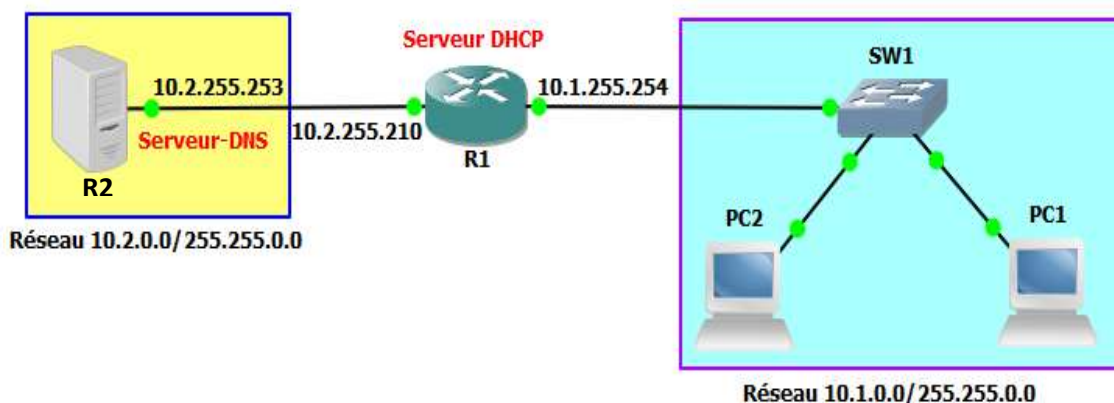 Serveur DHCP
SW1
10.2.255.253
10.1.255.254
Serveur-DNS
10.2.255.210
R1
R2
PC2
PC1
Réseau 10.2.0.0/255.255.0.0
Réseau 10.1.0.0/255.255.0.0